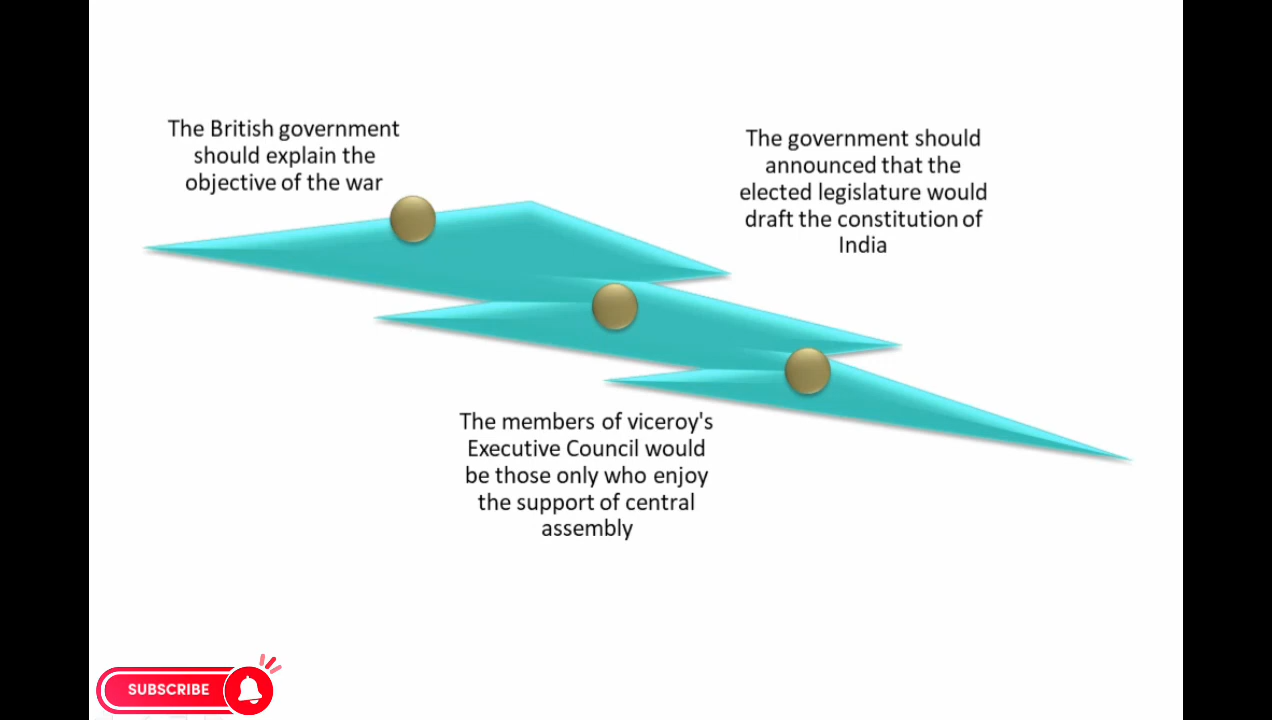 The British government
should explain the
objective of the war
The members of viceroy's
Executive Council would
be those only who enjoy
the support of central
assembly
The government should
announced that the
elected legislature would
draft the constitution of
India
SUBSCRIBE